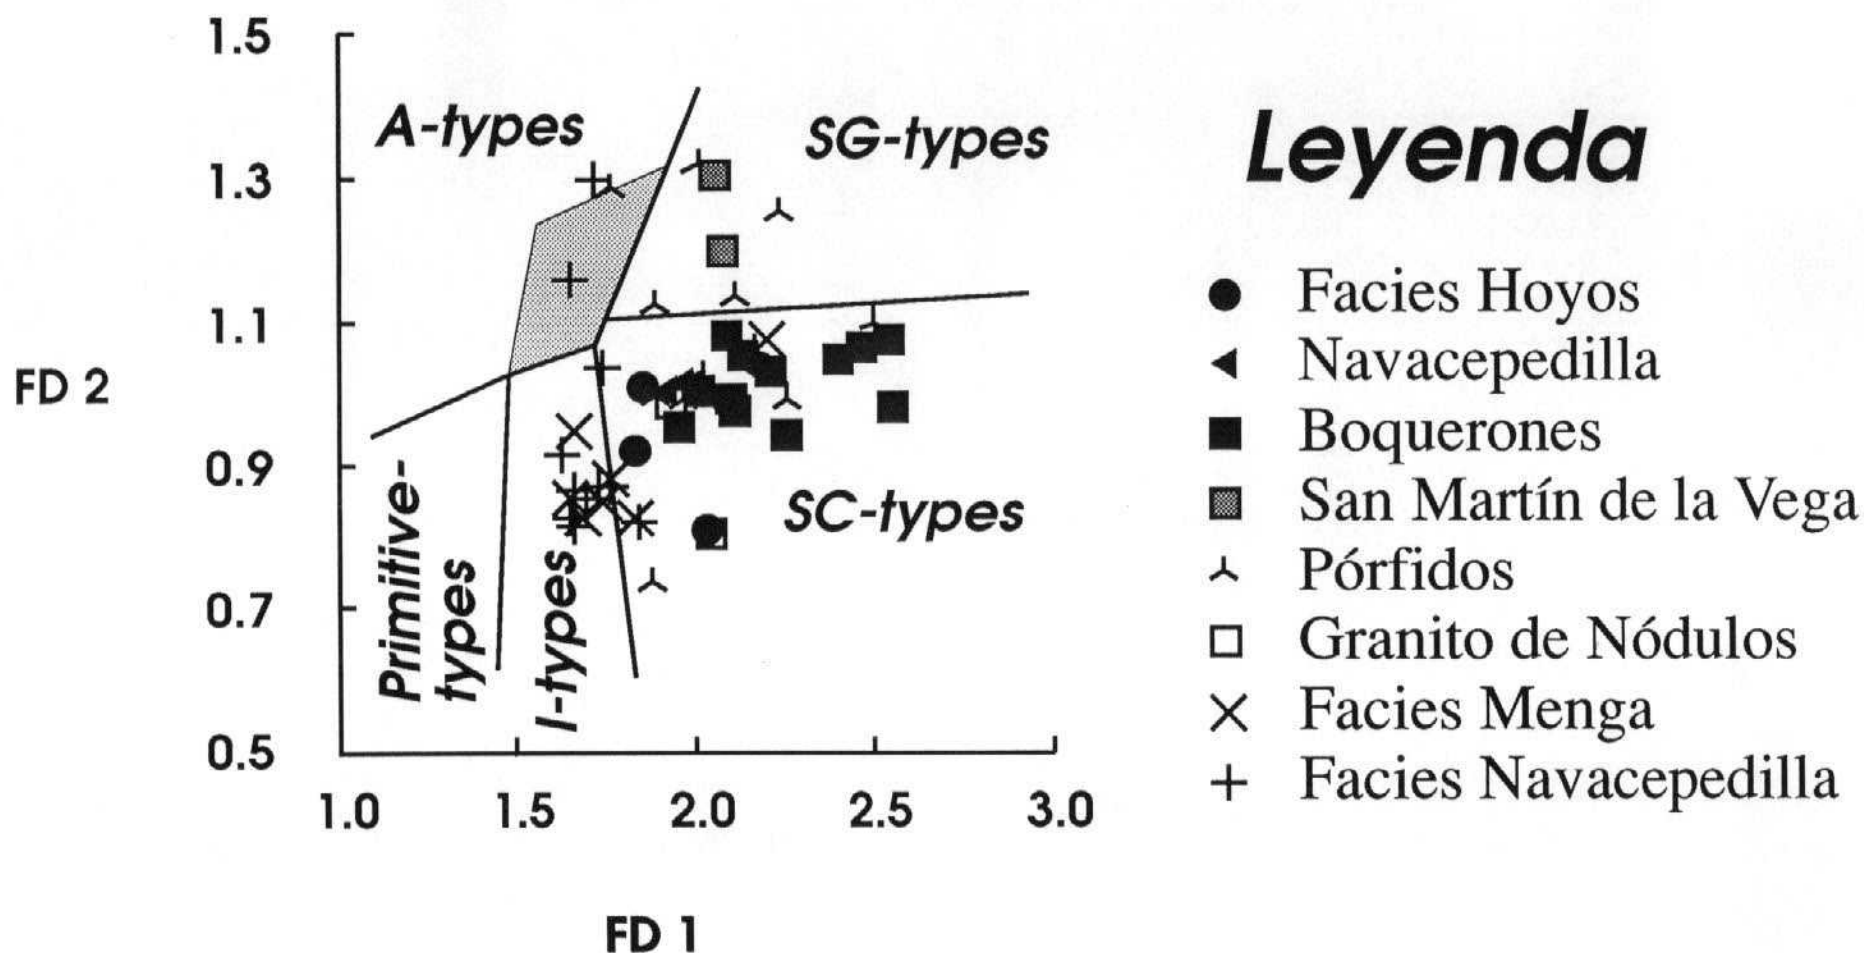 1.5
1.3
1.1
0.9
0.7
0.5
FD 2
1.0 1.5 2.0 2.5 3.0
FD 1
A-types
SG-types
SC-types
Primitive-
types
I-types
Leyenda
Facies Hoyos
Navacepedilla
Boquerones
San Martín de la Vega
Pórfidos
Granito de Nódulos
Facies Menga
Facies Navacepedilla